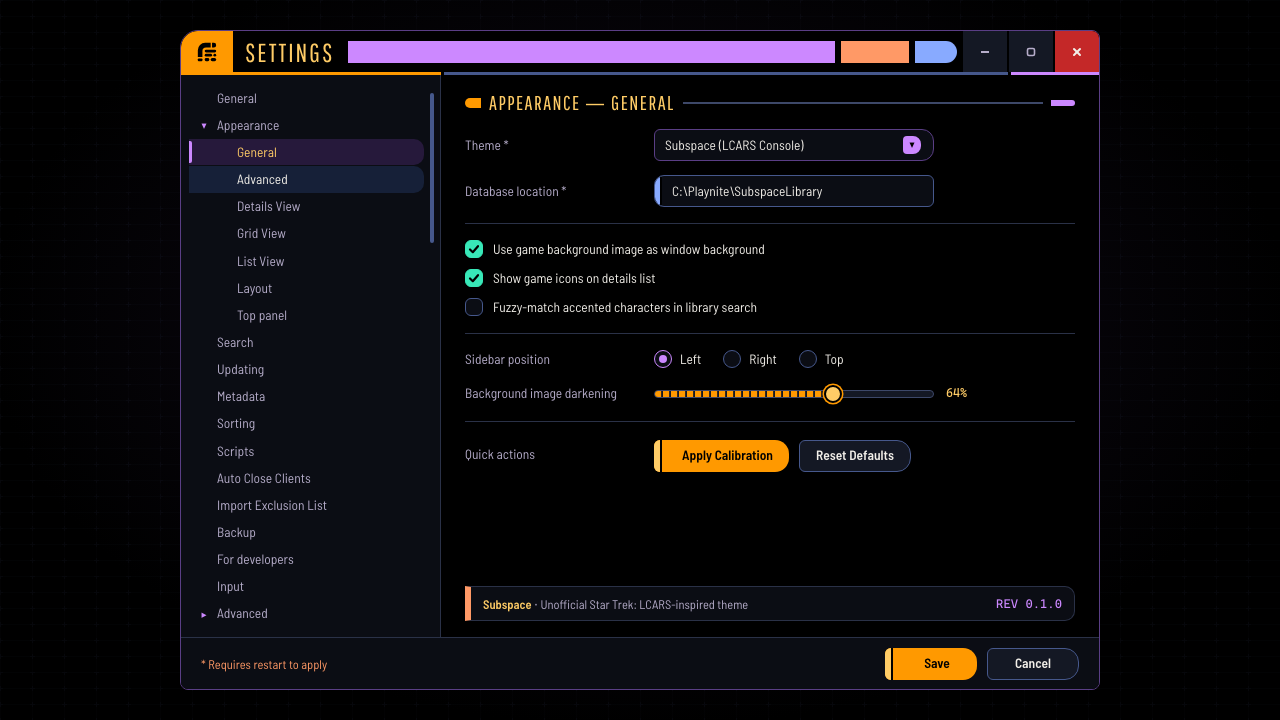 SETTINGS
General
Appearance
General
Advanced
Details View
Grid View
List View
Layout
Top panel
Search
Updating
Metadata
Sorting
Scripts
Auto Close Clients
Import Exclusion List
Backup
For developers
Input
Advanced
APPEARANCE — GENERAL
Theme *
Subspace (LCARS Console)
Database location *
C:\Playnite\SubspaceLibrary
Use game background image as window background
Show game icons on details list
Fuzzy-match accented characters in library search
Sidebar position
Left Right Top
Background image darkening
64%
Quick actions
Apply Calibration Reset Defaults
Subspace · Unofficial Star Trek: LCARS-inspired theme
REV 0.1.0
* Requires restart to apply
Save Cancel